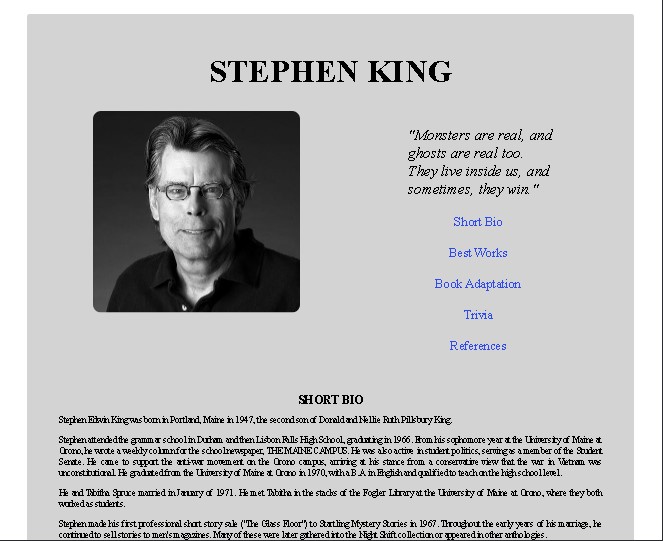 STEPHEN KING
"Monsters are real, and
ghosts are real too.
They live inside us, and
sometimes, they win."
Short Bio
Best Works
Book Adaptation
Trivia
References
SHORT BIO
Stephen Edwin King was born in Portland, Maine in 1947, the second son of Donald and Nellie Ruth Pillsbury King.
Stephen attended the grammar school in Durham and then Lisbon Falls High School, graduating in 1966. From his sophomore year at the University of Maine at
Orono, he wrote a weekly column for the school newspaper, THE MAINE CAMPUS. He was also active in student politics, serving as a member of the Student
Senate. He came to support the anti-war movement on the Orono campus, arriving at his stance from a conservative view that the war in Vietnam was
unconstitutional. He graduated from the University of Maine at Orono in 1970, with a B.A. in English and qualified to teach on the high school level.
He and Tabitha Spruce married in January of 1971. He met Tabitha in the stacks of the Fogler Library at the University of Maine at Orono, where they both
worked as students.
Stephen made his first professional short story sale ("The Glass Floor") to Startling Mystery Stories in 1967. Throughout the early years of his marriage, he
continued to sell stories to men's magazines. Many of these were later gathered into the Night Shift collection or appeared in other anthologies.